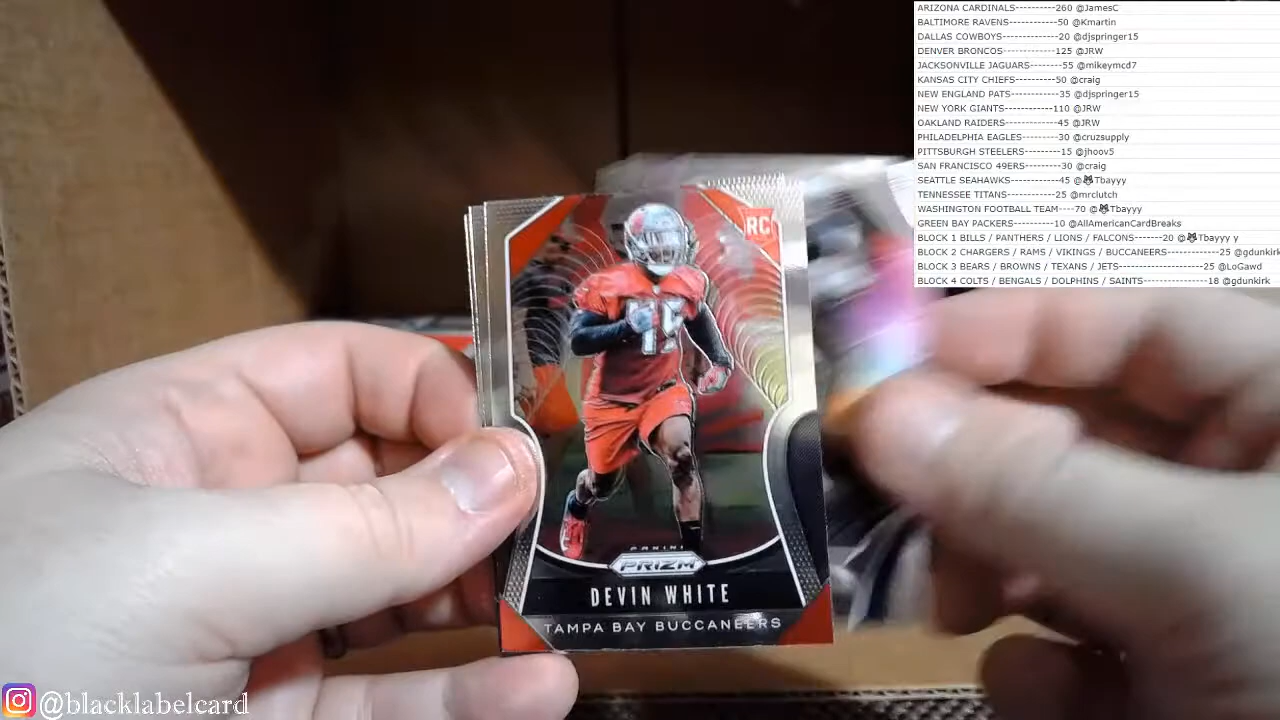 ARIZONA CARDINALS----------260 @JamesC
BALTIMORE RAVENS------------50 @Kmartin
DALLAS COWBOYS--------------20 @djspringer15
DENVER BRONCOS-------------125 @JRW
JACKSONVILLE JAGUARS--------55 @mikeymcd7
KANSAS CITY CHIEFS----------50 @craig
NEW ENGLAND PATS------------35 @djspringer15
NEW YORK GIANTS------------110 @JRW
OAKLAND RAIDERS-------------45 @JRW
PHILADELPHIA EAGLES---------30 @cruzsupply
PITTSBURGH STEELERS---------15 @jhoov5
SAN FRANCISCO 49ERS---------30 @craig
SEATTLE SEAHAWKS------------45 @😈Tbayyy
TENNESSEE TITANS------------25 @mrclutch
WASHINGTON FOOTBALL TEAM----70 @😈Tbayyy
GREEN BAY PACKERS-----------10 @AllAmericanCardBreaks
BLOCK 1 BILLS / PANTHERS / LIONS / FALCONS-------20 @😈Tbayy y
BLOCK 2 CHARGERS / RAMS / VIKINGS / BUCCANEERS--------------25 @gdunkirk
BLOCK 3 BEARS / BROWNS / TEXANS / JETS---------------------25 @LoGawd
BLOCK 4 COLTS / BENGALS / DOLPHINS / SAINTS----------------18 @gdunkirk
RC
45
PANINI
PRIZM
DEVIN WHITE
TAMPA BAY BUCCANEERS
@blacklabelcard